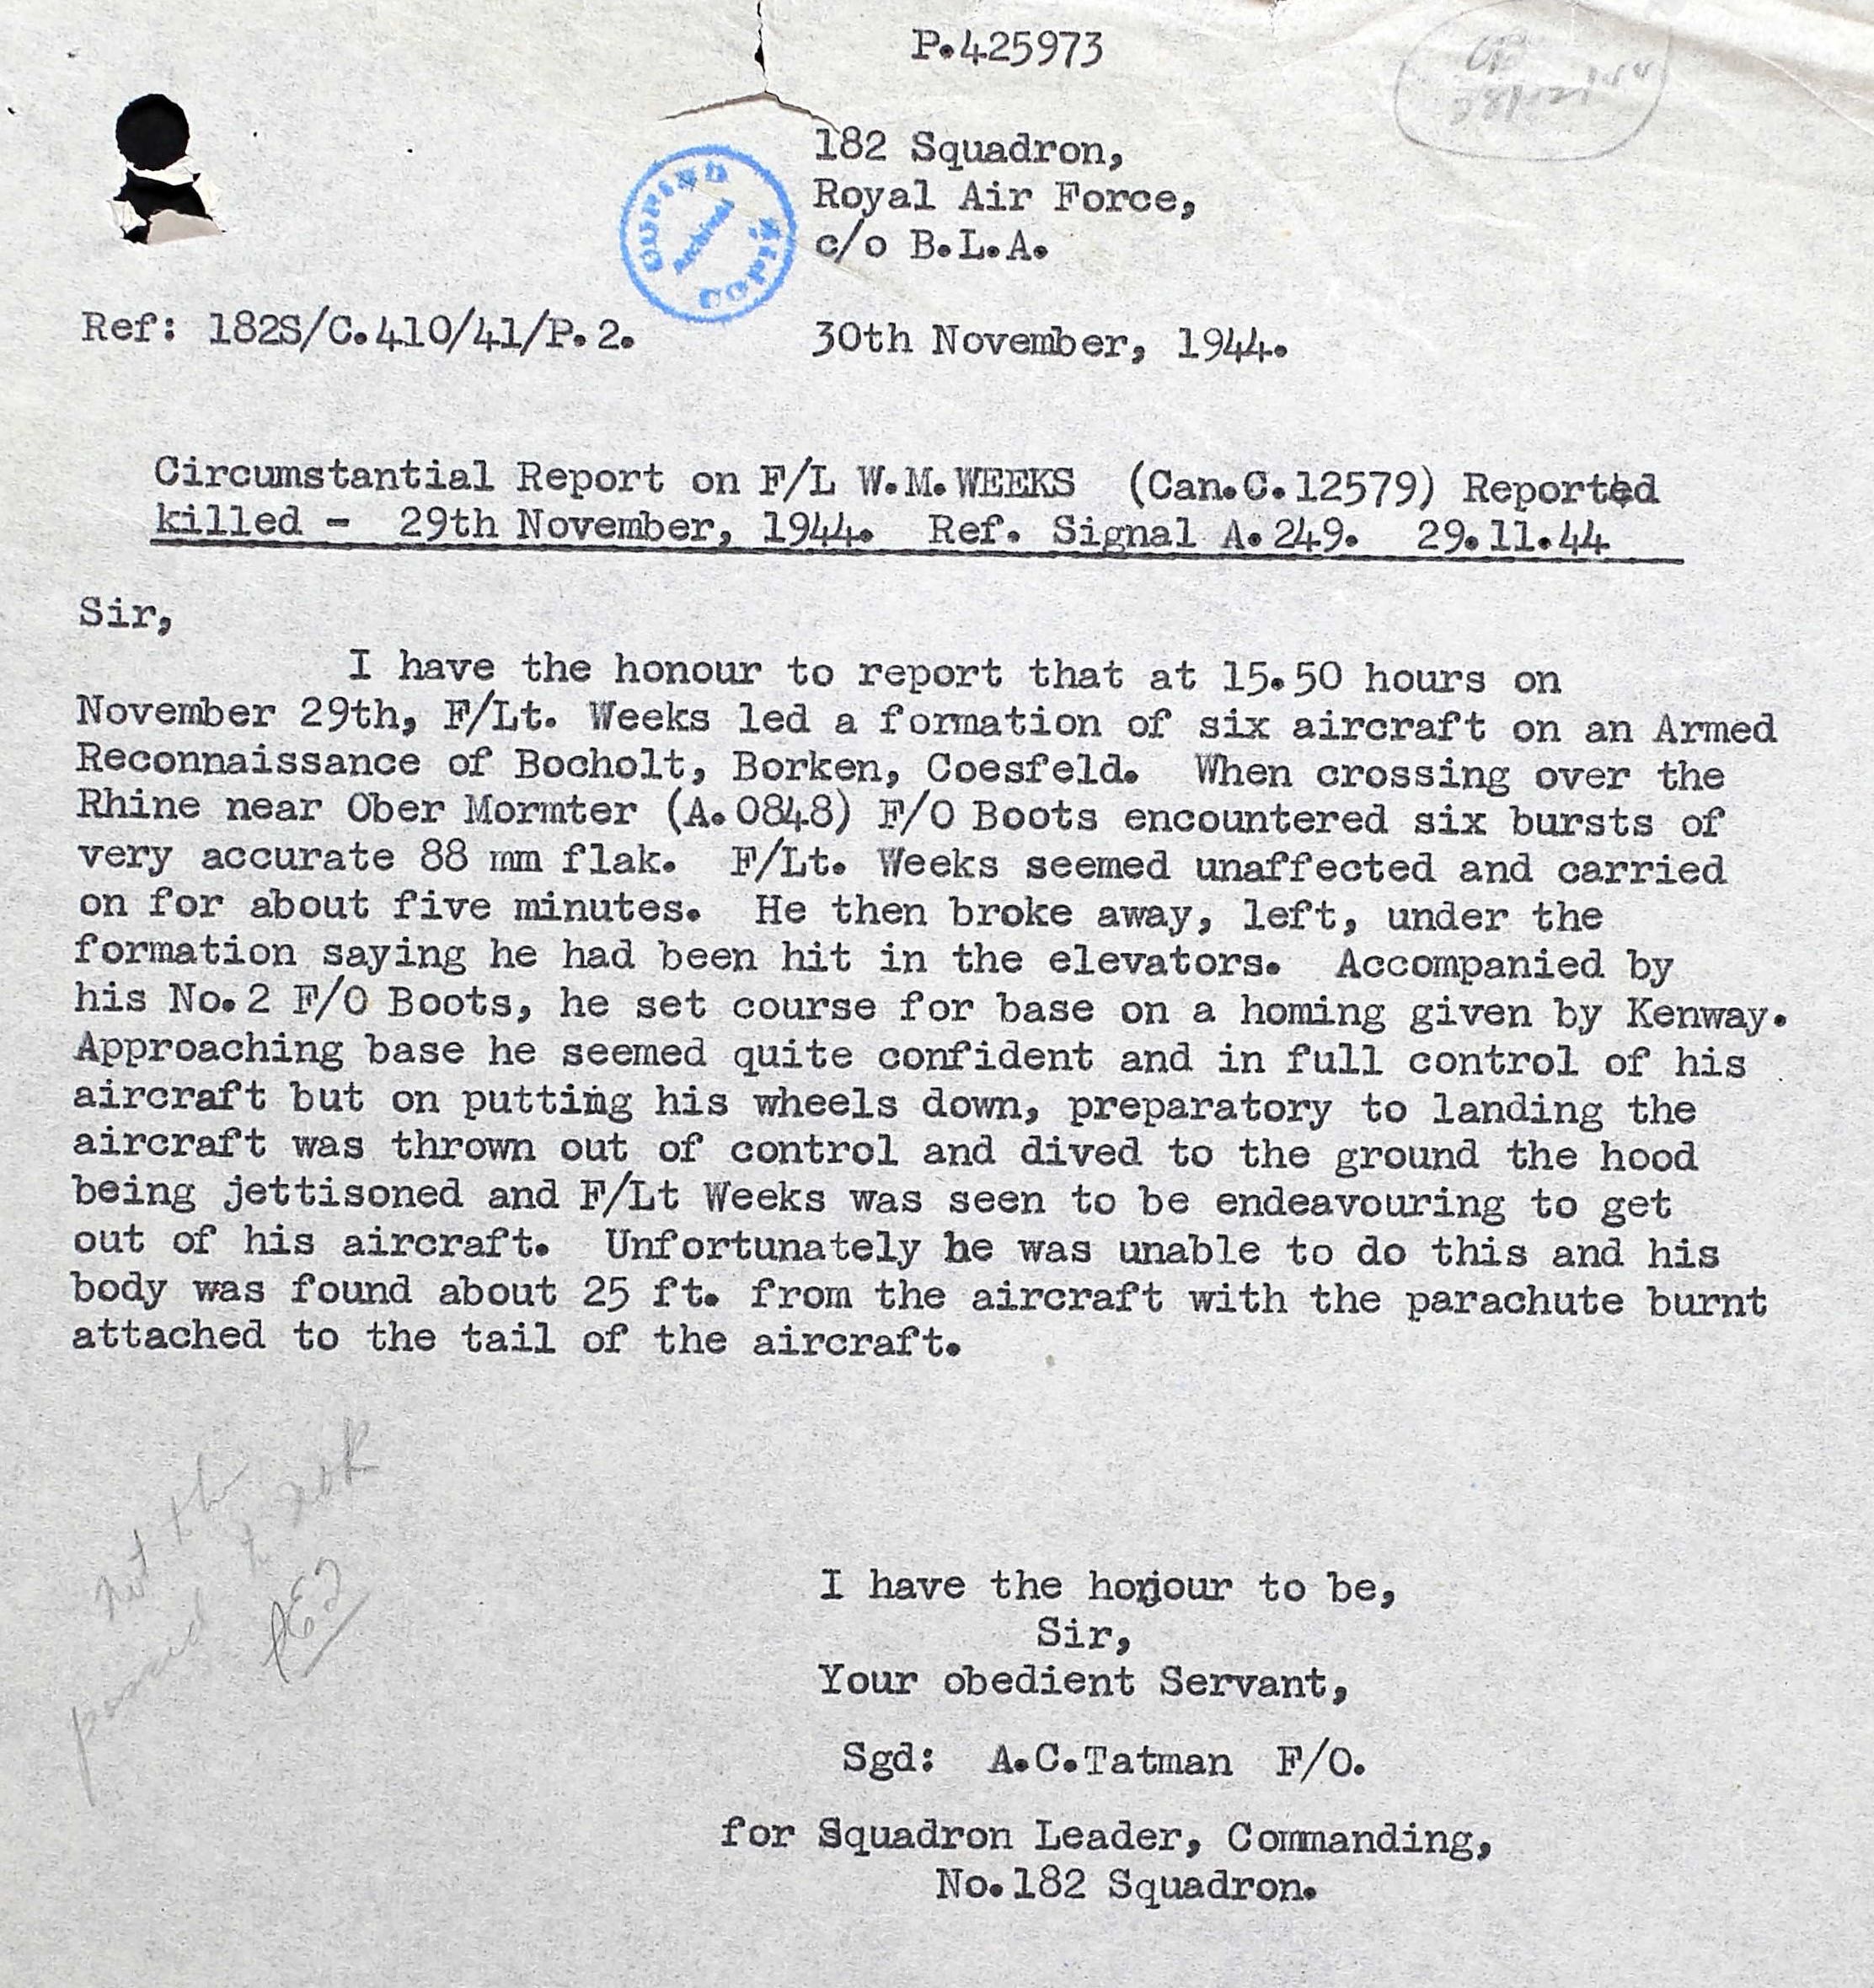 P.425973
182 Squadron,
Royal Air Force,
c/o B.L.A.
Ref: 182S/C.410/41/P.2.
30th November, 1944.
Circumstantial Report on F/L W.M.WEEKS (Can.C.12579) Reported
killed - 29th November, 1944. Ref. Signal A.249. 29.11.44
Sir,
I have the honour to report that at 15.50 hours on
November 29th, F/Lt. Weeks led a formation of six aircraft on an Armed
Reconnaissance of Bocholt, Borken, Coesfeld. When crossing over the
Rhine near Ober Mormter (A.0848) F/O Boots encountered six bursts of
very accurate 88 mm flak. F/Lt. Weeks seemed unaffected and carried
on for about five minutes. He then broke away, left, under the
formation saying he had been hit in the elevators. Accompanied by
his No.2 F/O Boots, he set course for base on a homing given by Kenway.
Approaching base he seemed quite confident and in full control of his
aircraft but on putting his wheels down, preparatory to landing the
aircraft was thrown out of control and dived to the ground the hood
being jettisoned and F/Lt Weeks was seen to be endeavouring to get
out of his aircraft. Unfortunately he was unable to do this and his
body was found about 25 ft. from the aircraft with the parachute burnt
attached to the tail of the aircraft.
not
to NOK
I have the honour to be,
Sir,
Your obedient Servant,
Sgd: A.C.Tatman F/O.
for Squadron Leader, Commanding,
No.182 Squadron.